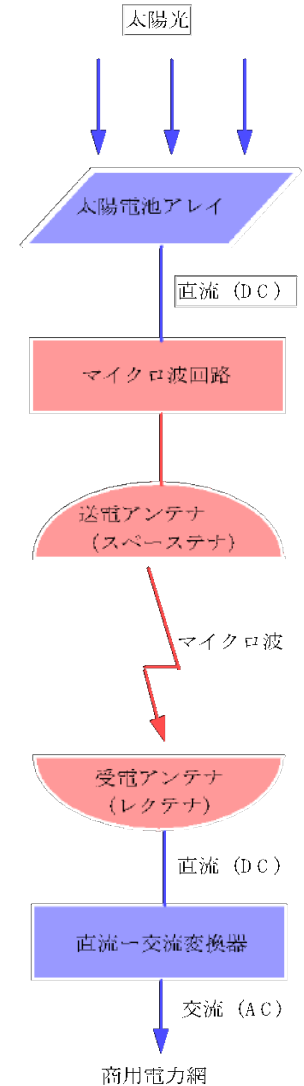 太陽光
太陽電池アレイ
直流 (DC)
マイクロ波回路
送電アンテナ
(スペーステナ)
マイクロ波
受電アンテナ
(レクテナ)
直流 (DC)
直流ー交流変換器
交流 (AC)
商用電力網